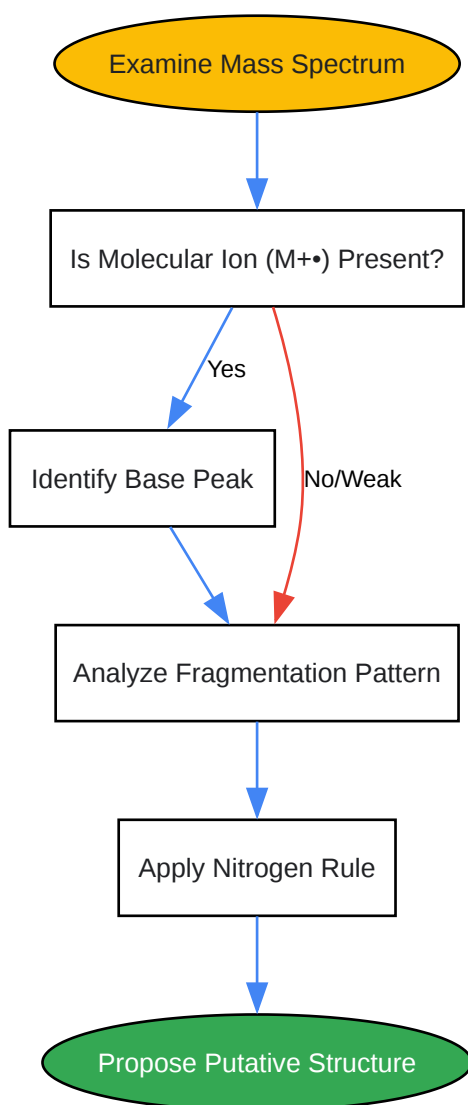 Examine Mass Spectrum
Is Molecular Ion (M+•) Present?
Yes
Identify Base Peak
No/Weak
Analyze Fragmentation Pattern
Apply Nitrogen Rule
Propose Putative Structure